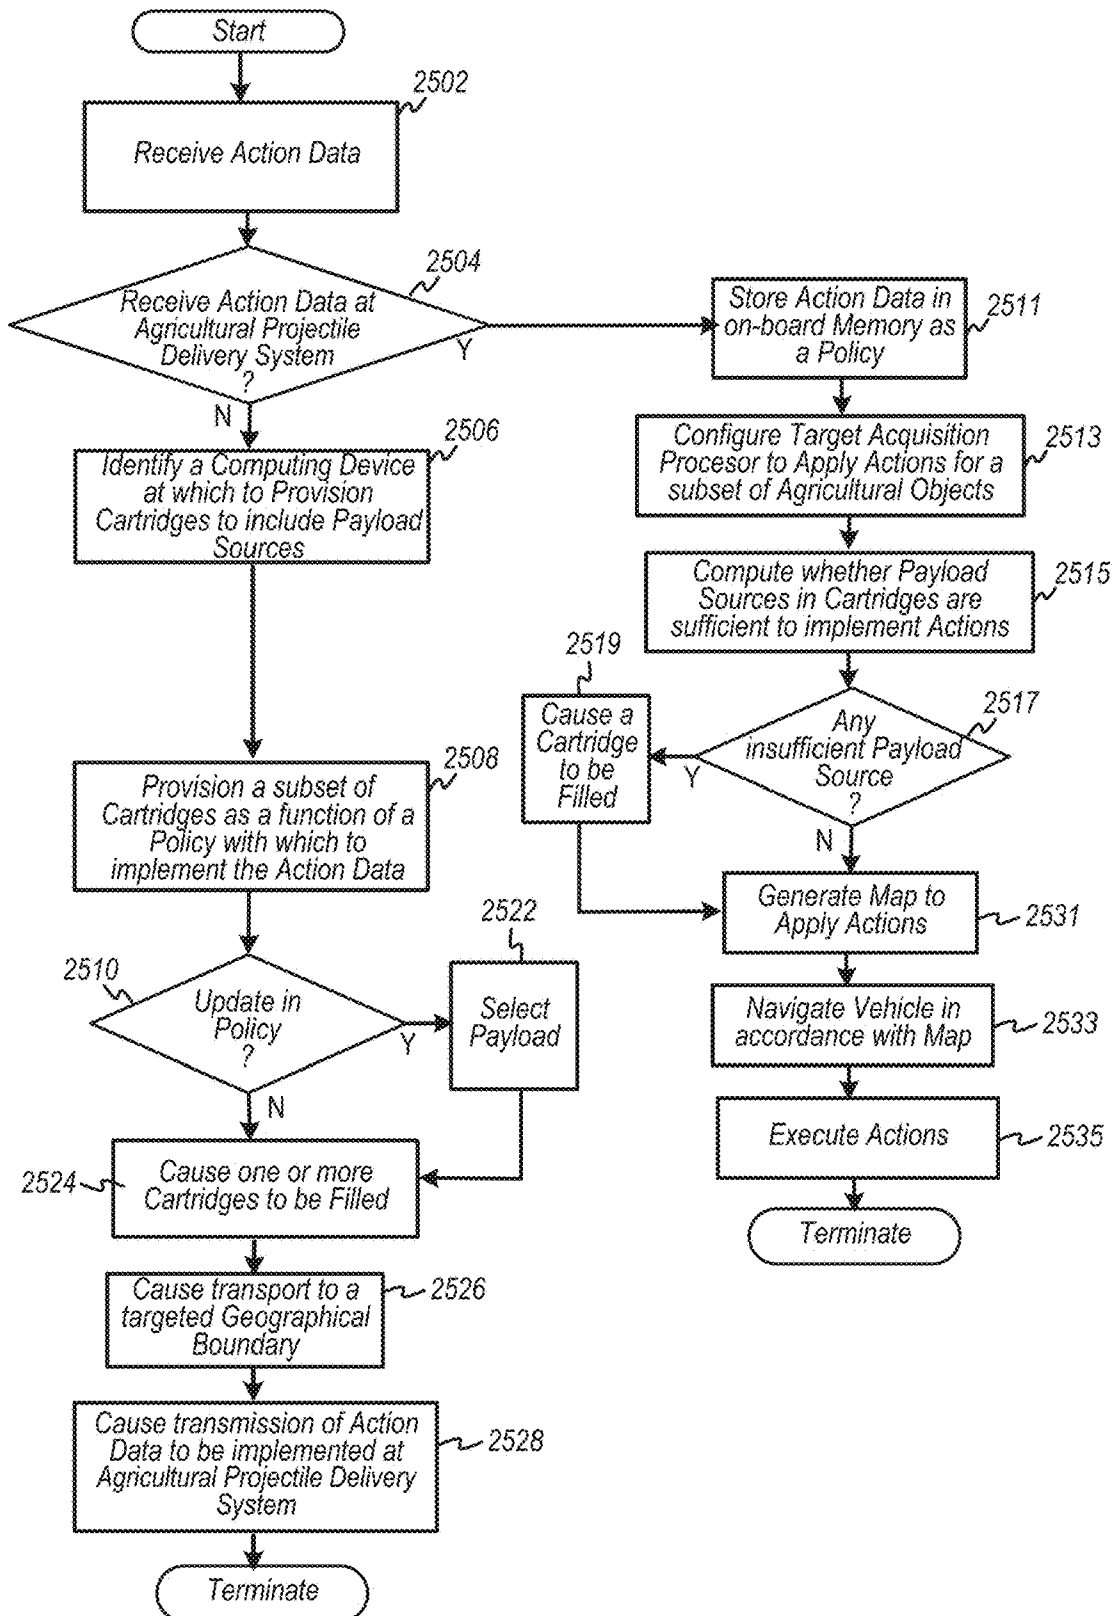 Start
2502
Receive Action Data
2504
Receive Action Data at
Agricultural Projectile
Delivery System
?
Y
N
2506
Identify a Computing Device
at which to Provision
Cartridges to include Payload
Sources
2508
Provision a subset of
Cartridges as a function of a
Policy with which to
implement the Action Data
2510
Update in
Policy
?
Y
N
2522
Select
Payload
2524
Cause one or more
Cartridges to be Filled
Cause transport to a
targeted Geographical
Boundary
2526
Cause transmission of Action
Data to be implemented at
Agricultural Projectile Delivery
System
2528
Terminate
Store Action Data in
on-board Memory as
a Policy
2511
Configure Target Acquisition
Procesor to Apply Actions for a
subset of Agricultural Objects
2513
Compute whether Payload
Sources in Cartridges are
sufficient to implement Actions
2515
2517
Any
insufficient Payload
Source
?
Y
N
2519
Cause a
Cartridge
to be
Filled
Generate Map to
Apply Actions
2531
Navigate Vehicle in
accordance with Map
2533
Execute Actions
2535
Terminate